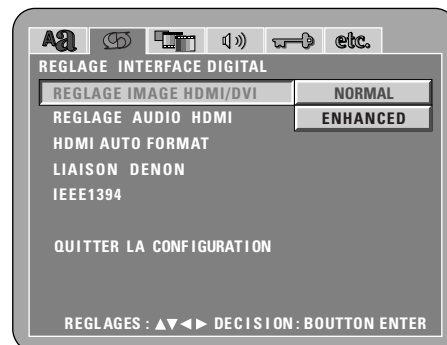 Aa etc.
REGLAGE INTERFACE DIGITAL
REGLAGE IMAGE HDMI/DVI NORMAL
REGLAGE AUDIO HDMI ENHANCED
HDMI AUTO FORMAT
LIAISON DENON
IEEE1394
QUITTER LA CONFIGURATION
REGLAGES : ▲▼◀▶ DECISION : BOUTTON ENTER